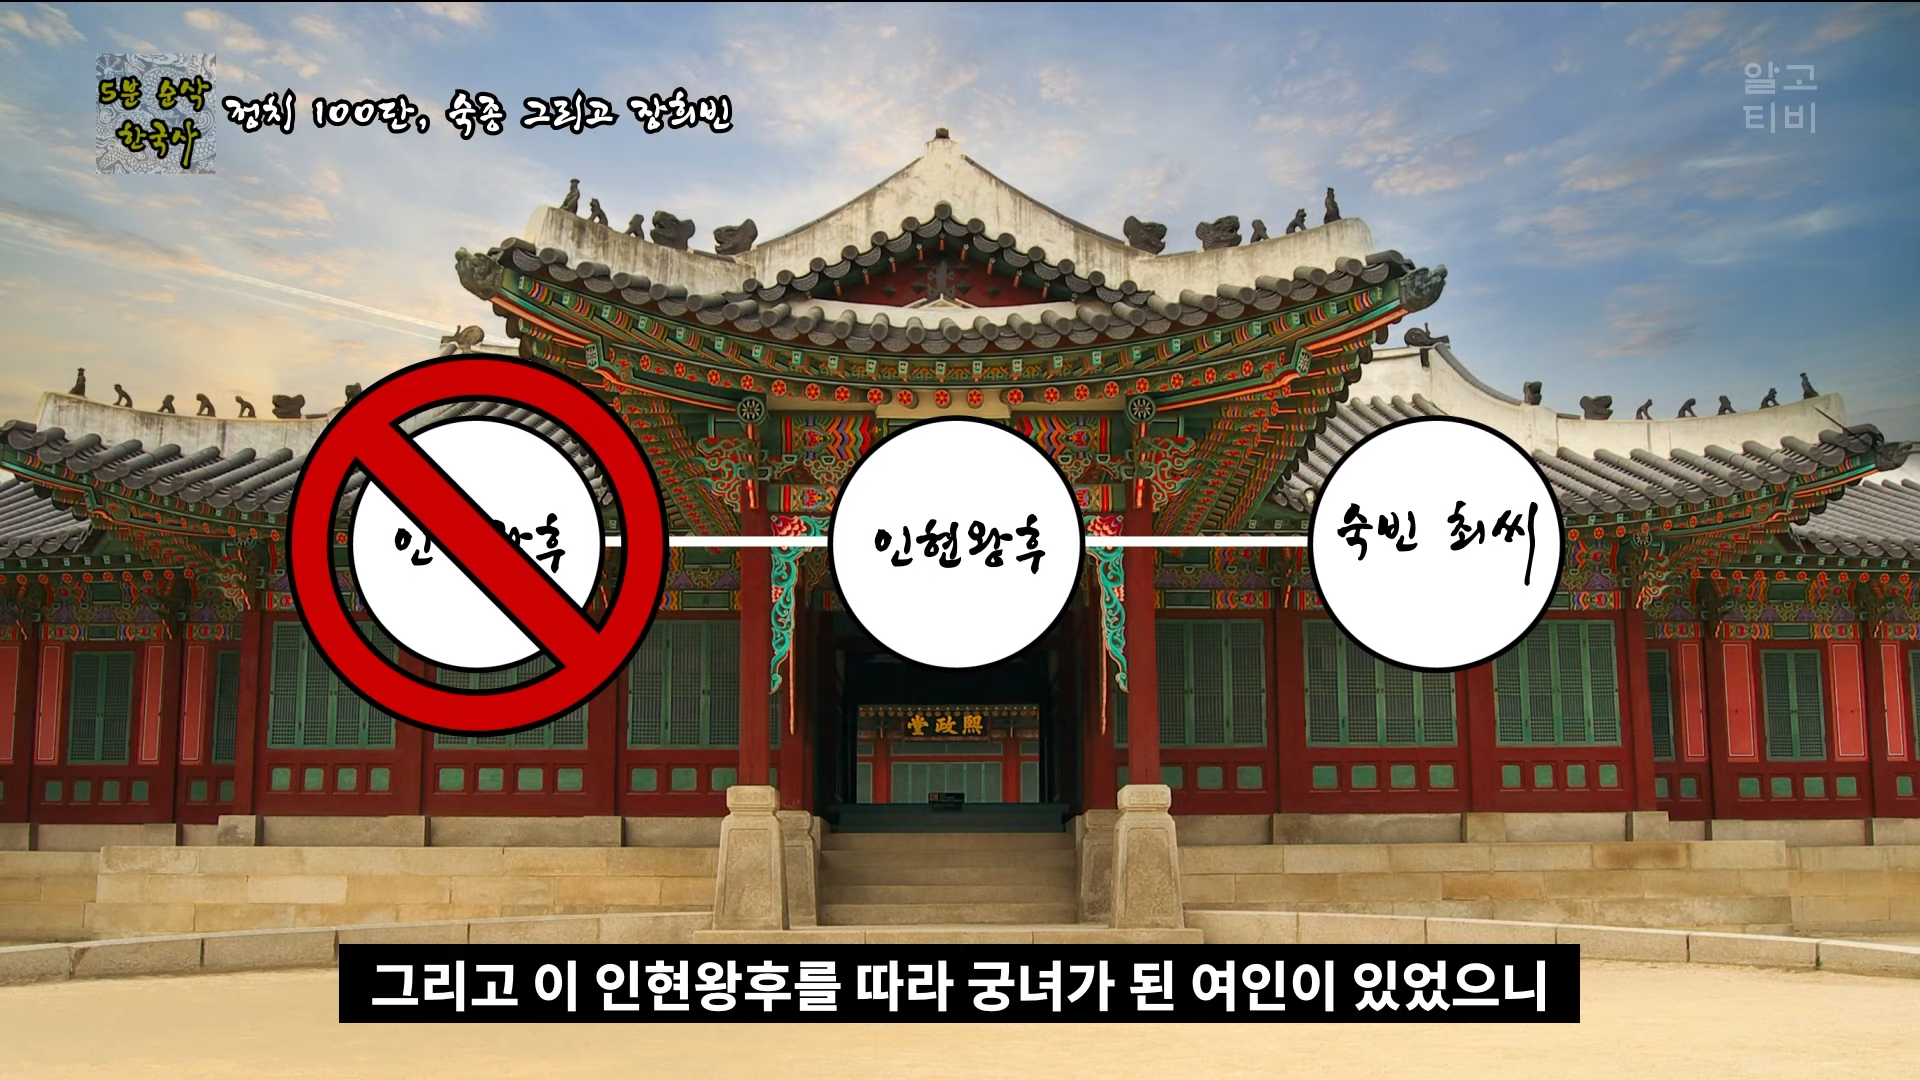 5분 순삭
한국사
정치 100단, 숙종 그리고 장희빈
알고
티비
인 후
인현왕후
숙빈 최씨
堂政熙
그리고 이 인현왕후를 따라 궁녀가 된 여인이 있었으니